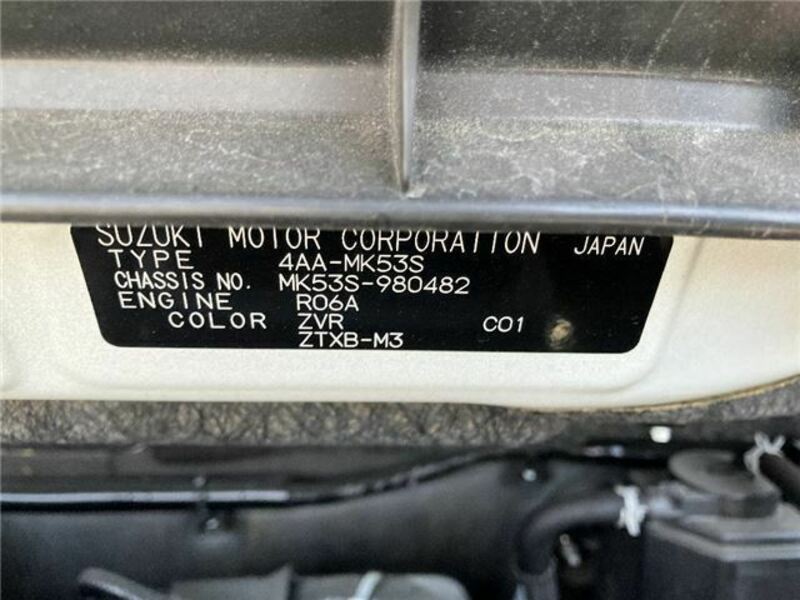 SUZUKI MOTOR CORPORATION JAPAN
TYPE 4AA-MK53S
CHASSIS NO. MK53S-980482
ENGINE R06A
COLOR ZVR C01
ZTXB-M3